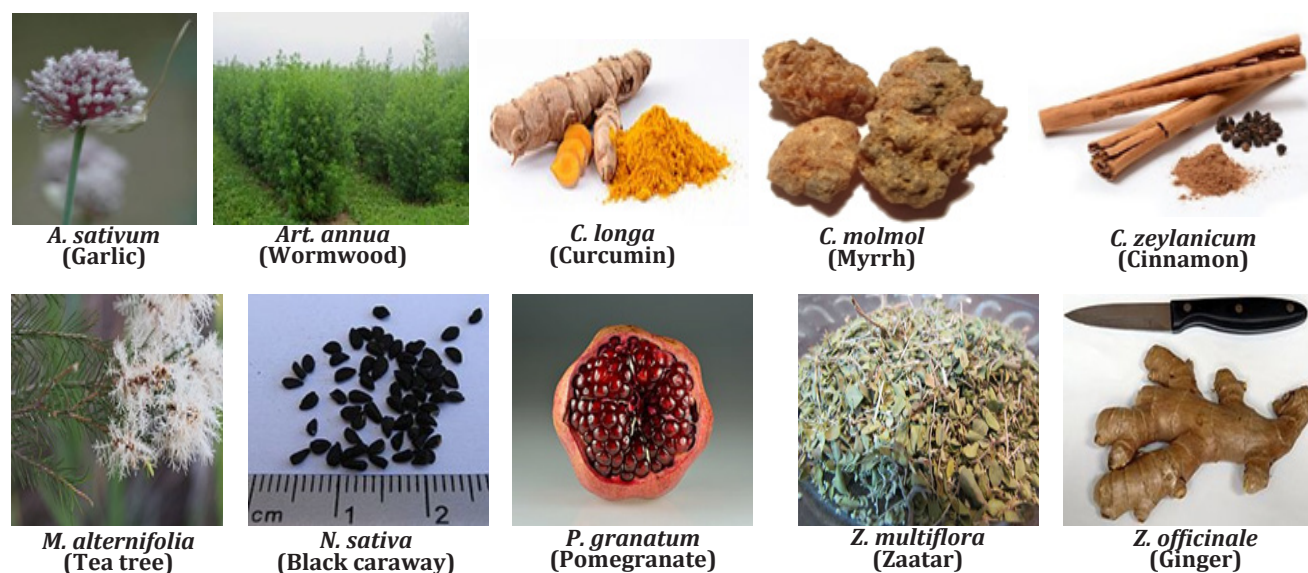 A. sativum
(Garlic)
Art. annua
(Wormwood)
C. longa
(Curcumin)
C. molmol
(Myrrh)
C. zeylanicum
(Cinnamon)
cm 1 2
M. alternifolia
(Tea tree)
N. sativa
(Black caraway)
P. granatum
(Pomegranate)
Z. multiflora
(Zaatar)
Z. officinale
(Ginger)